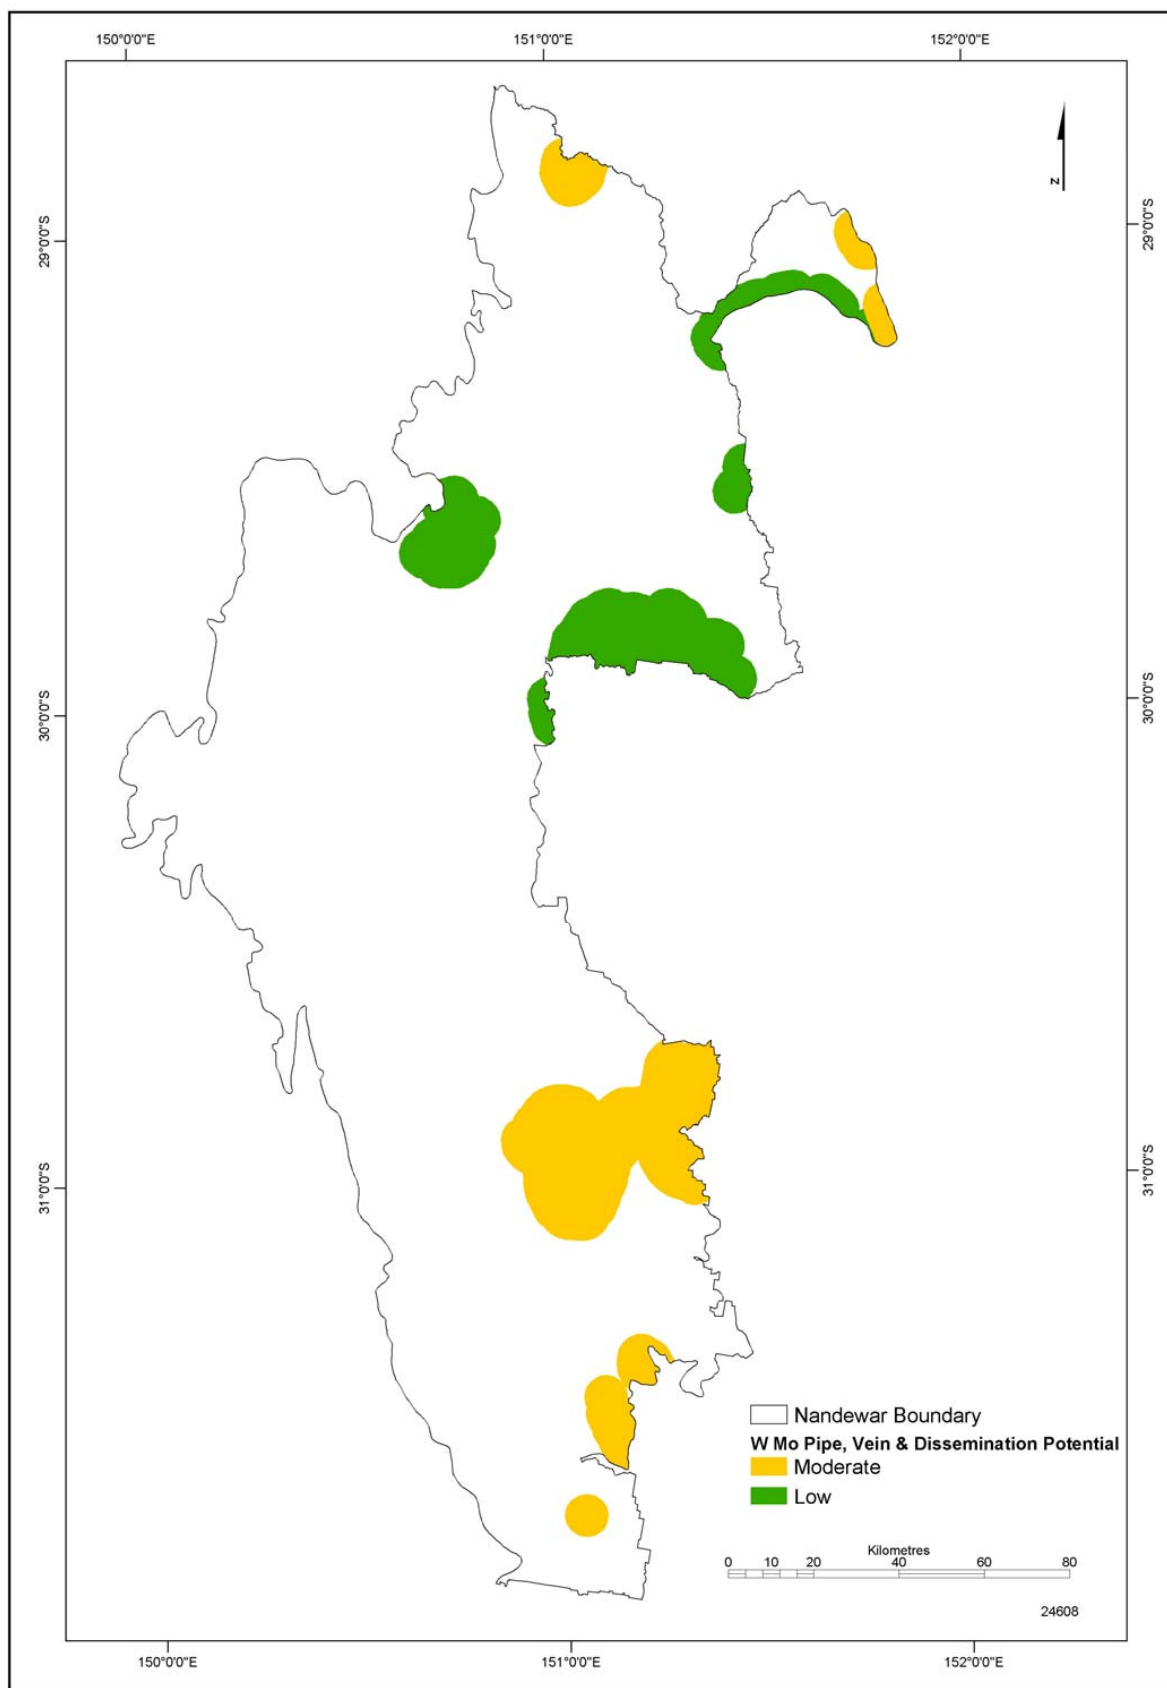 150°0'0"E 151°0'0"E 152°0'0"E
N
29°0'0"S 29°0'0"S
30°0'0"S 30°0'0"S
31°0'0"S 31°0'0"S
Nandewar Boundary
W Mo Pipe, Vein & Dissemination Potential
Moderate
Low
Kilometres
0 10 20 40 60 80
24608
150°0'0"E 151°0'0"E 152°0'0"E